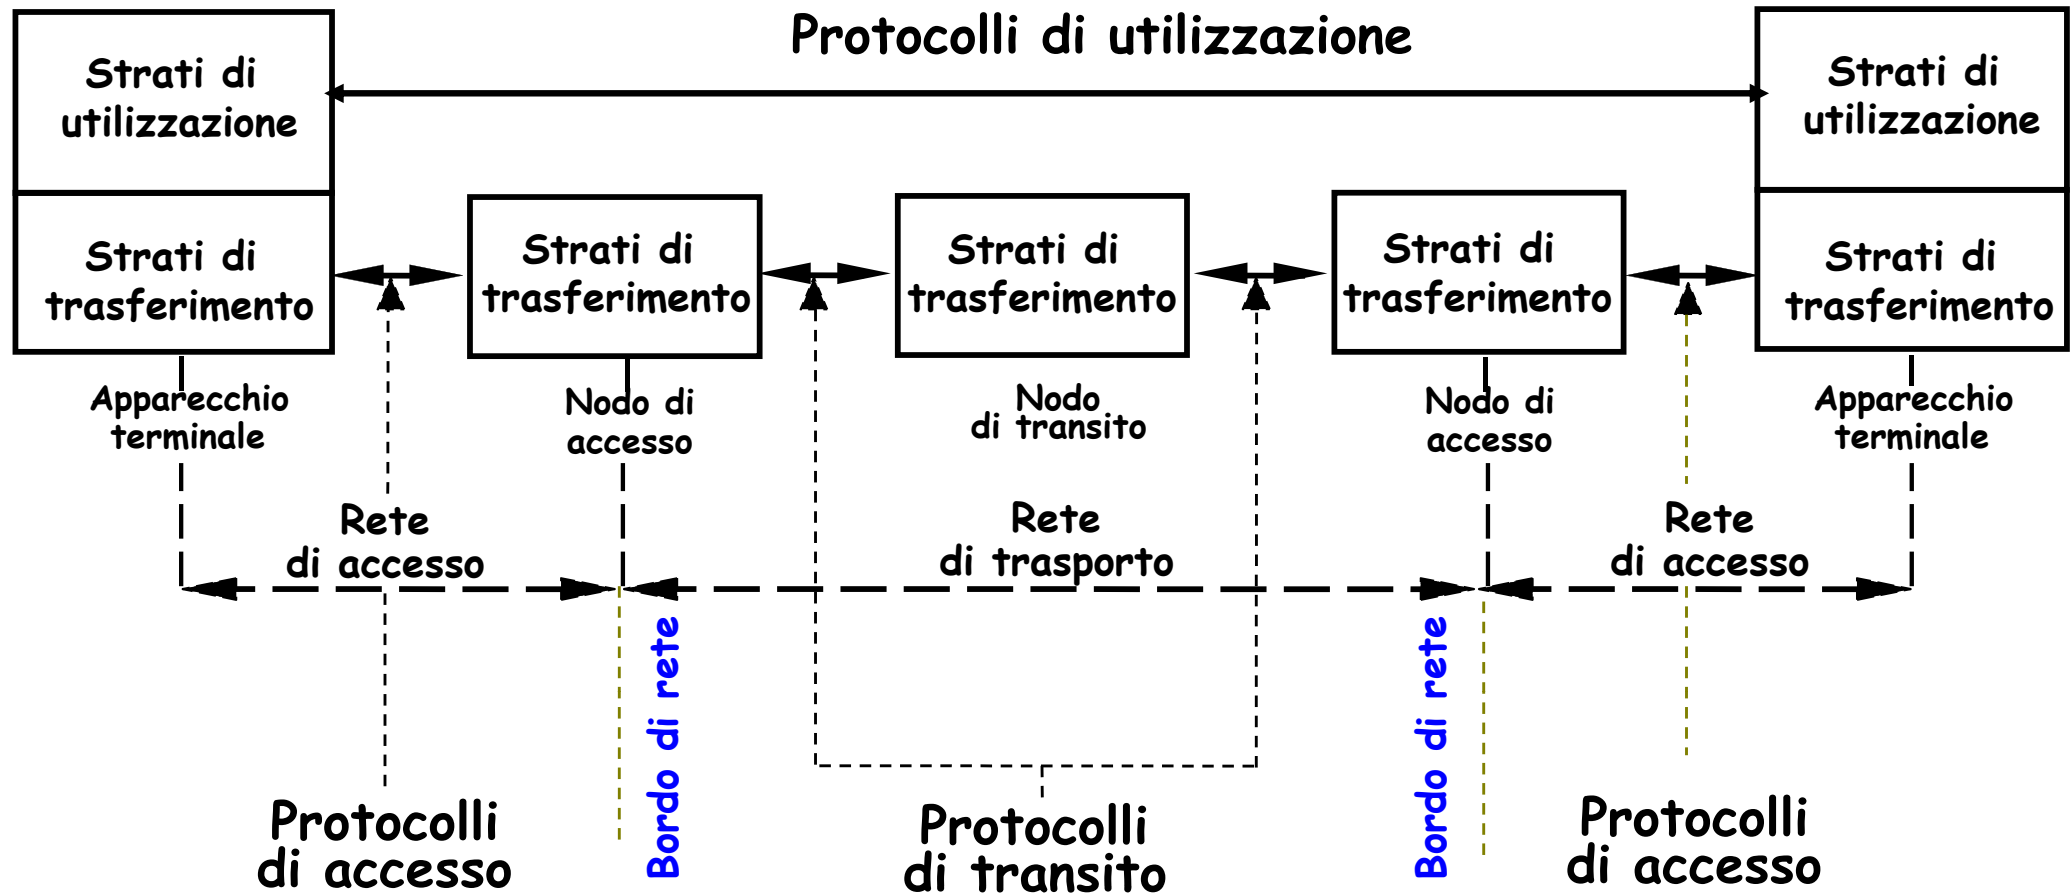 Protocolli di utilizzazione
Strati di
utilizzazione
Strati di
utilizzazione
Strati di
trasferimento
Strati di
trasferimento
Strati di
trasferimento
Strati di
trasferimento
Strati di
trasferimento
Apparecchio
terminale
Nodo di
accesso
Nodo
di transito
Nodo di
accesso
Apparecchio
terminale
Rete
di accesso
Rete
di trasporto
Rete
di accesso
Bordo di rete
Bordo di rete
Protocolli
di accesso
Protocolli
di transito
Protocolli
di accesso